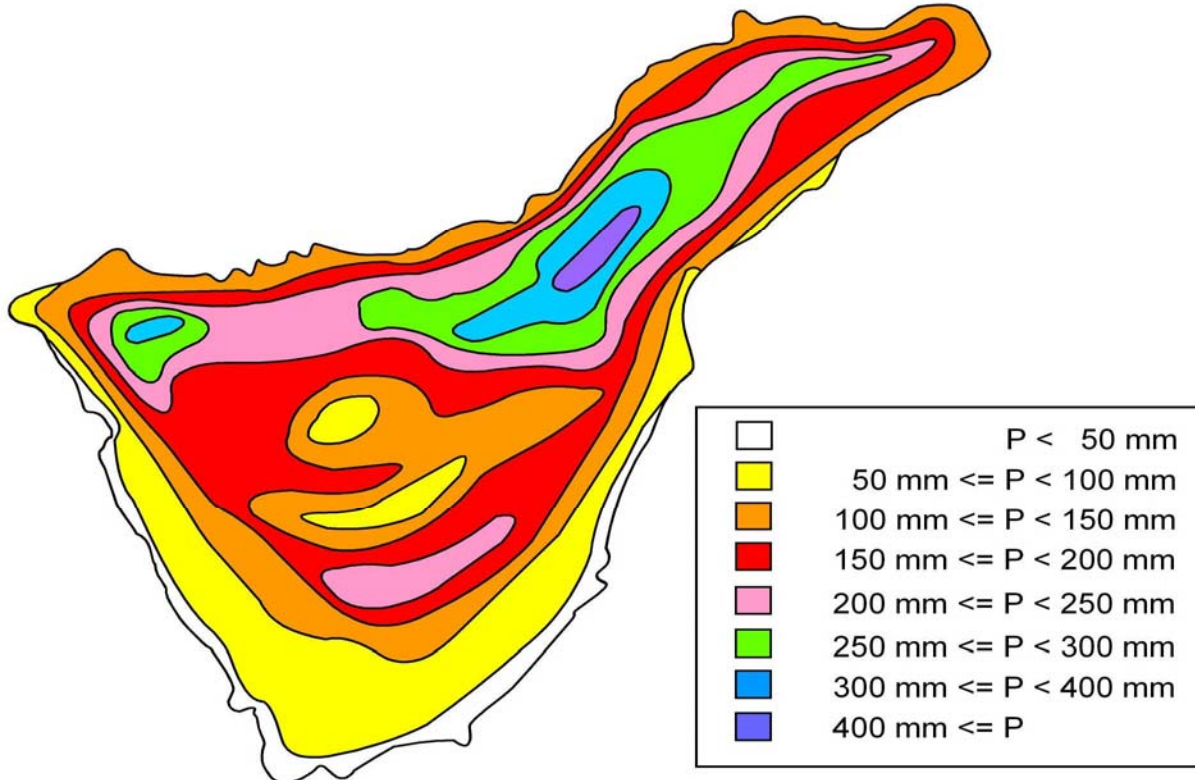 P < 50 mm
50 mm <= P < 100 mm
100 mm <= P < 150 mm
150 mm <= P < 200 mm
200 mm <= P < 250 mm
250 mm <= P < 300 mm
300 mm <= P < 400 mm
400 mm <= P